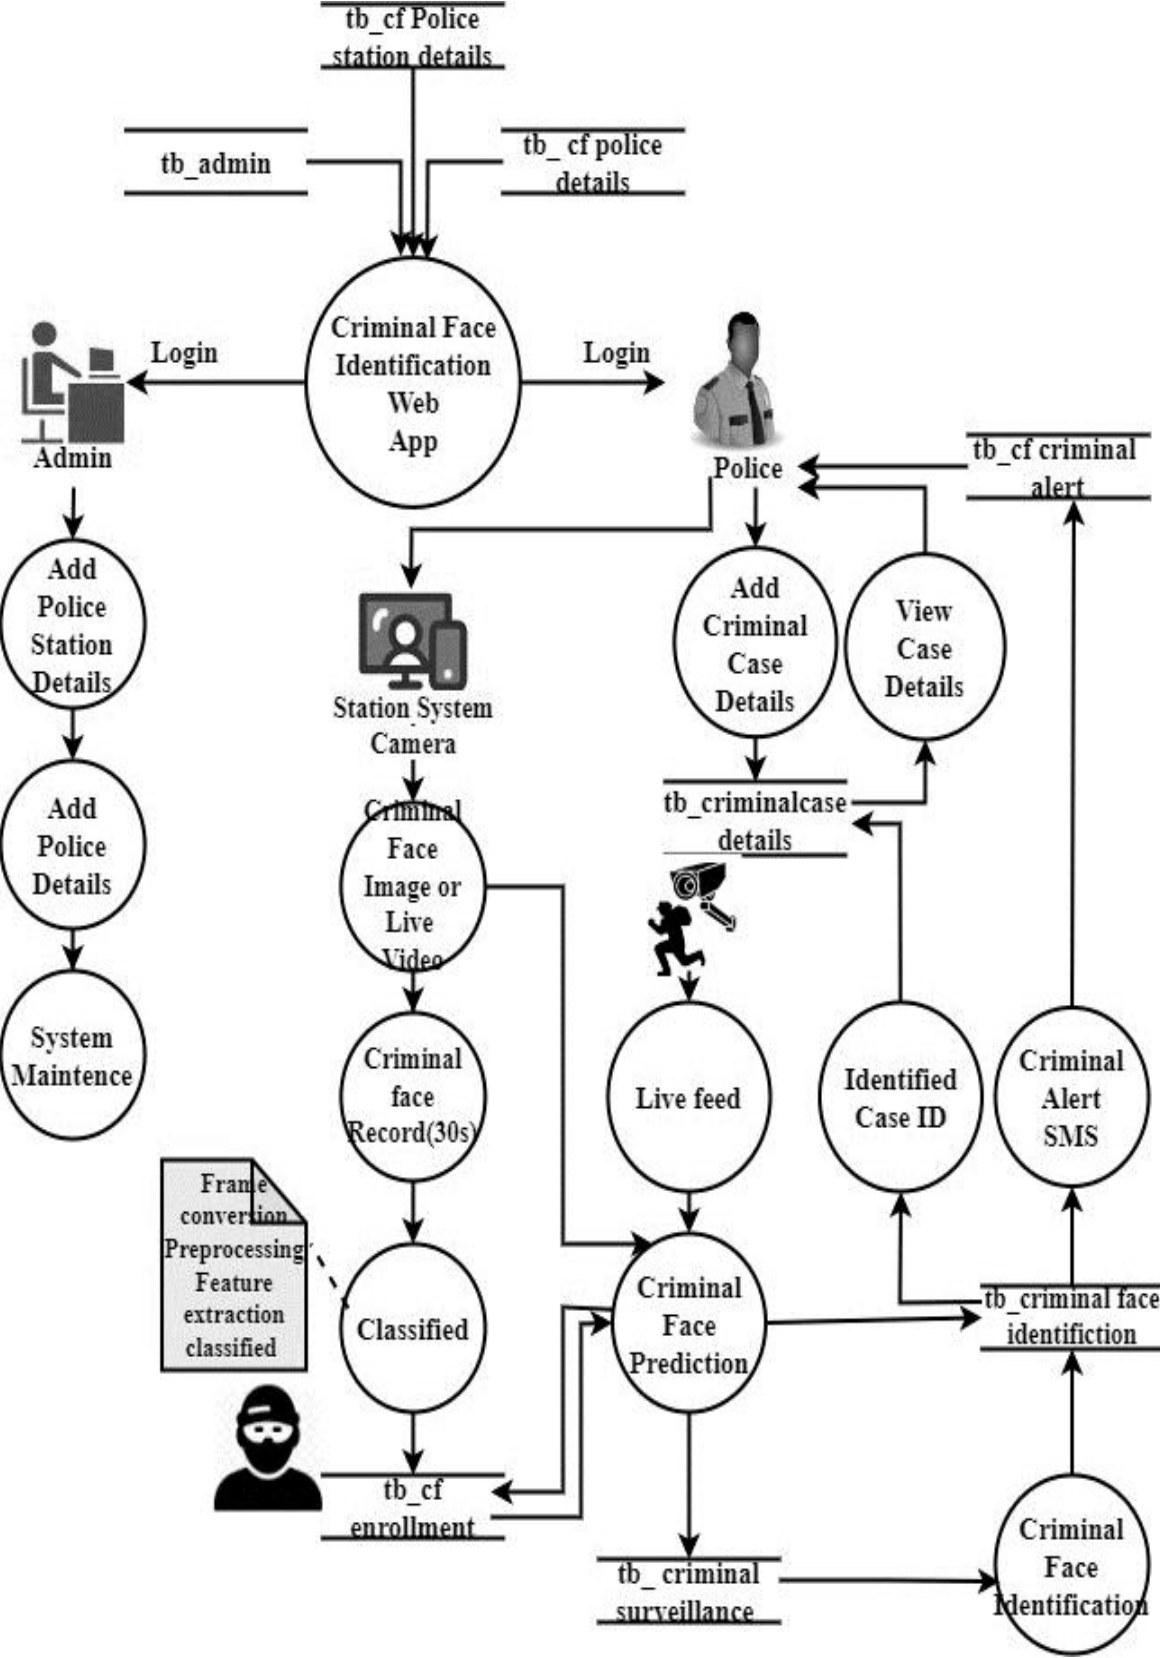 tb_cf Police
station details
tb_admin
tb_ cf police
details
Criminal Face
Identification
Web
App
Login
Login
Admin
Police
tb_cf criminal
alert
Add
Police
Station
Details
Station System
Camera
Add
Criminal
Case
Details
View
Case
Details
Add
Police
Details
Criminal
Face
Image or
Live
Video
tb_criminalcase
details
System
Maintence
Criminal
face
Record(30s)
Live feed
Identified
Case ID
Criminal
Alert
SMS
Frame
conversion
Preprocessing
Feature
extraction
classified
Classified
Criminal
Face
Prediction
tb_criminal face
identifiction
tb_cf
enrollment
tb_ criminal
surveillance
Criminal
Face
Identification